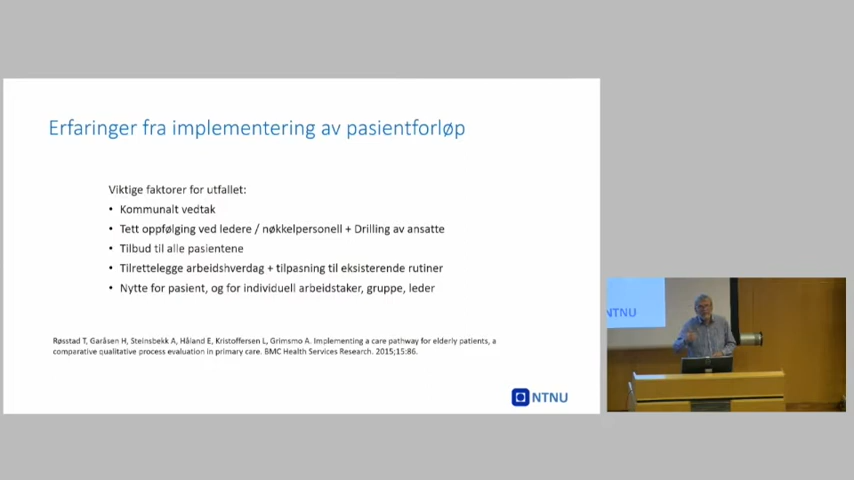 Erfaringer fra implementering av pasientforløp
Viktige faktorer for utfallet:
• Kommunalt vedtak
• Tett oppfølging ved ledere / nøkkelpersonell + Drilling av ansatte
• Tilbud til alle pasientene
• Tilrettelegge arbeidshverdag + tilpasning til eksisterende rutiner
• Nytte for pasient, og for individuell arbeidstaker, gruppe, leder
Røsstad T, Garåsen H, Steinsbekk A, Håland E, Kristoffersen L, Grimsmo A. Implementing a care pathway for elderly patients, a
comparative qualitative process evaluation in primary care. BMC Health Services Research. 2015;15:86.
NTNU
NTNU